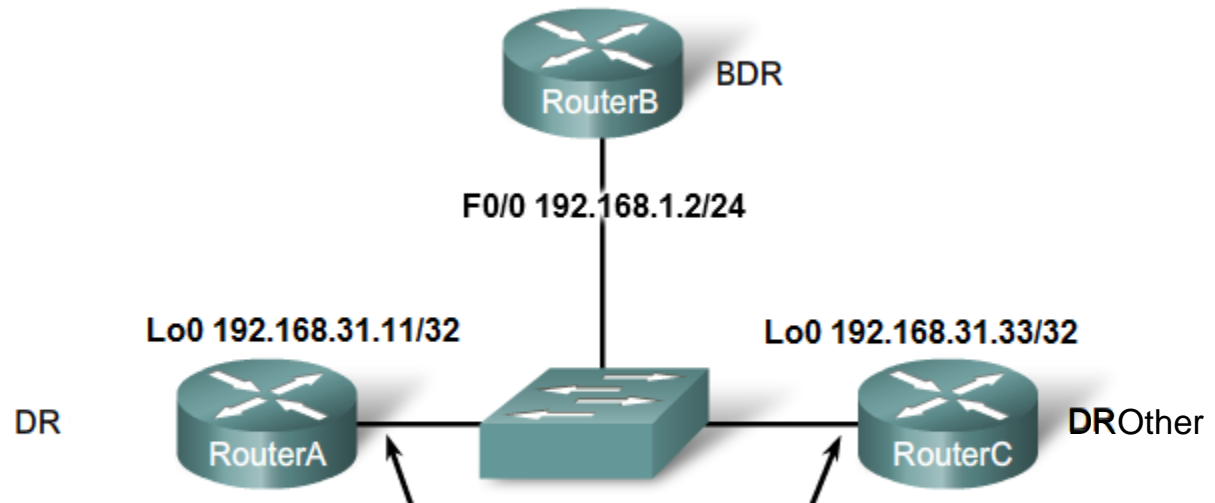 RouterB
BDR
F0/0 192.168.1.2/24
Lo0 192.168.31.11/32
Lo0 192.168.31.33/32
DR
RouterA
RouterC
DROther